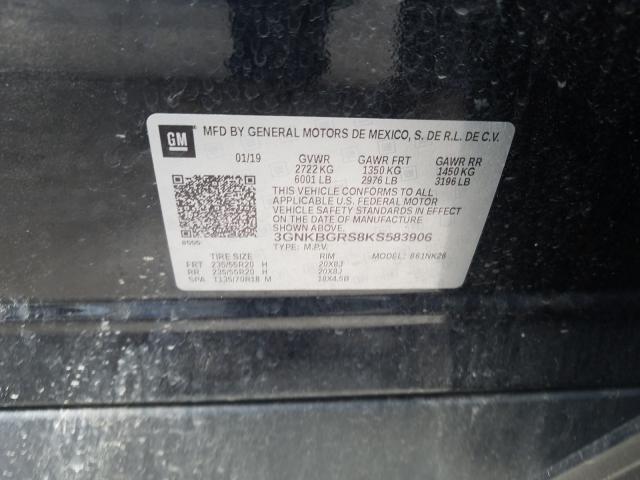 GM
MFD BY GENERAL MOTORS DE MEXICO, S. DE R.L. DE C.V.
01/19 GVWR GAWR FRT GAWR RR
2722 KG 1350 KG 1450 KG
6001 LB 2976 LB 3196 LB
THIS VEHICLE CONFORMS TO ALL
APPLICABLE U.S. FEDERAL MOTOR
VEHICLE SAFETY STANDARDS IN
EFFECT ON THE DATE OF MANUFACTURE
SHOWN ABOVE.
3GNKBGRS8KS583906
TYPE: M.P.V. MODEL: B61NK26
TIRE SIZE RIM
FRT 235/55R20 H 20X8J
RR 235/55R20 H 20X8J
SPA T135/70R18 M 18X4.5B